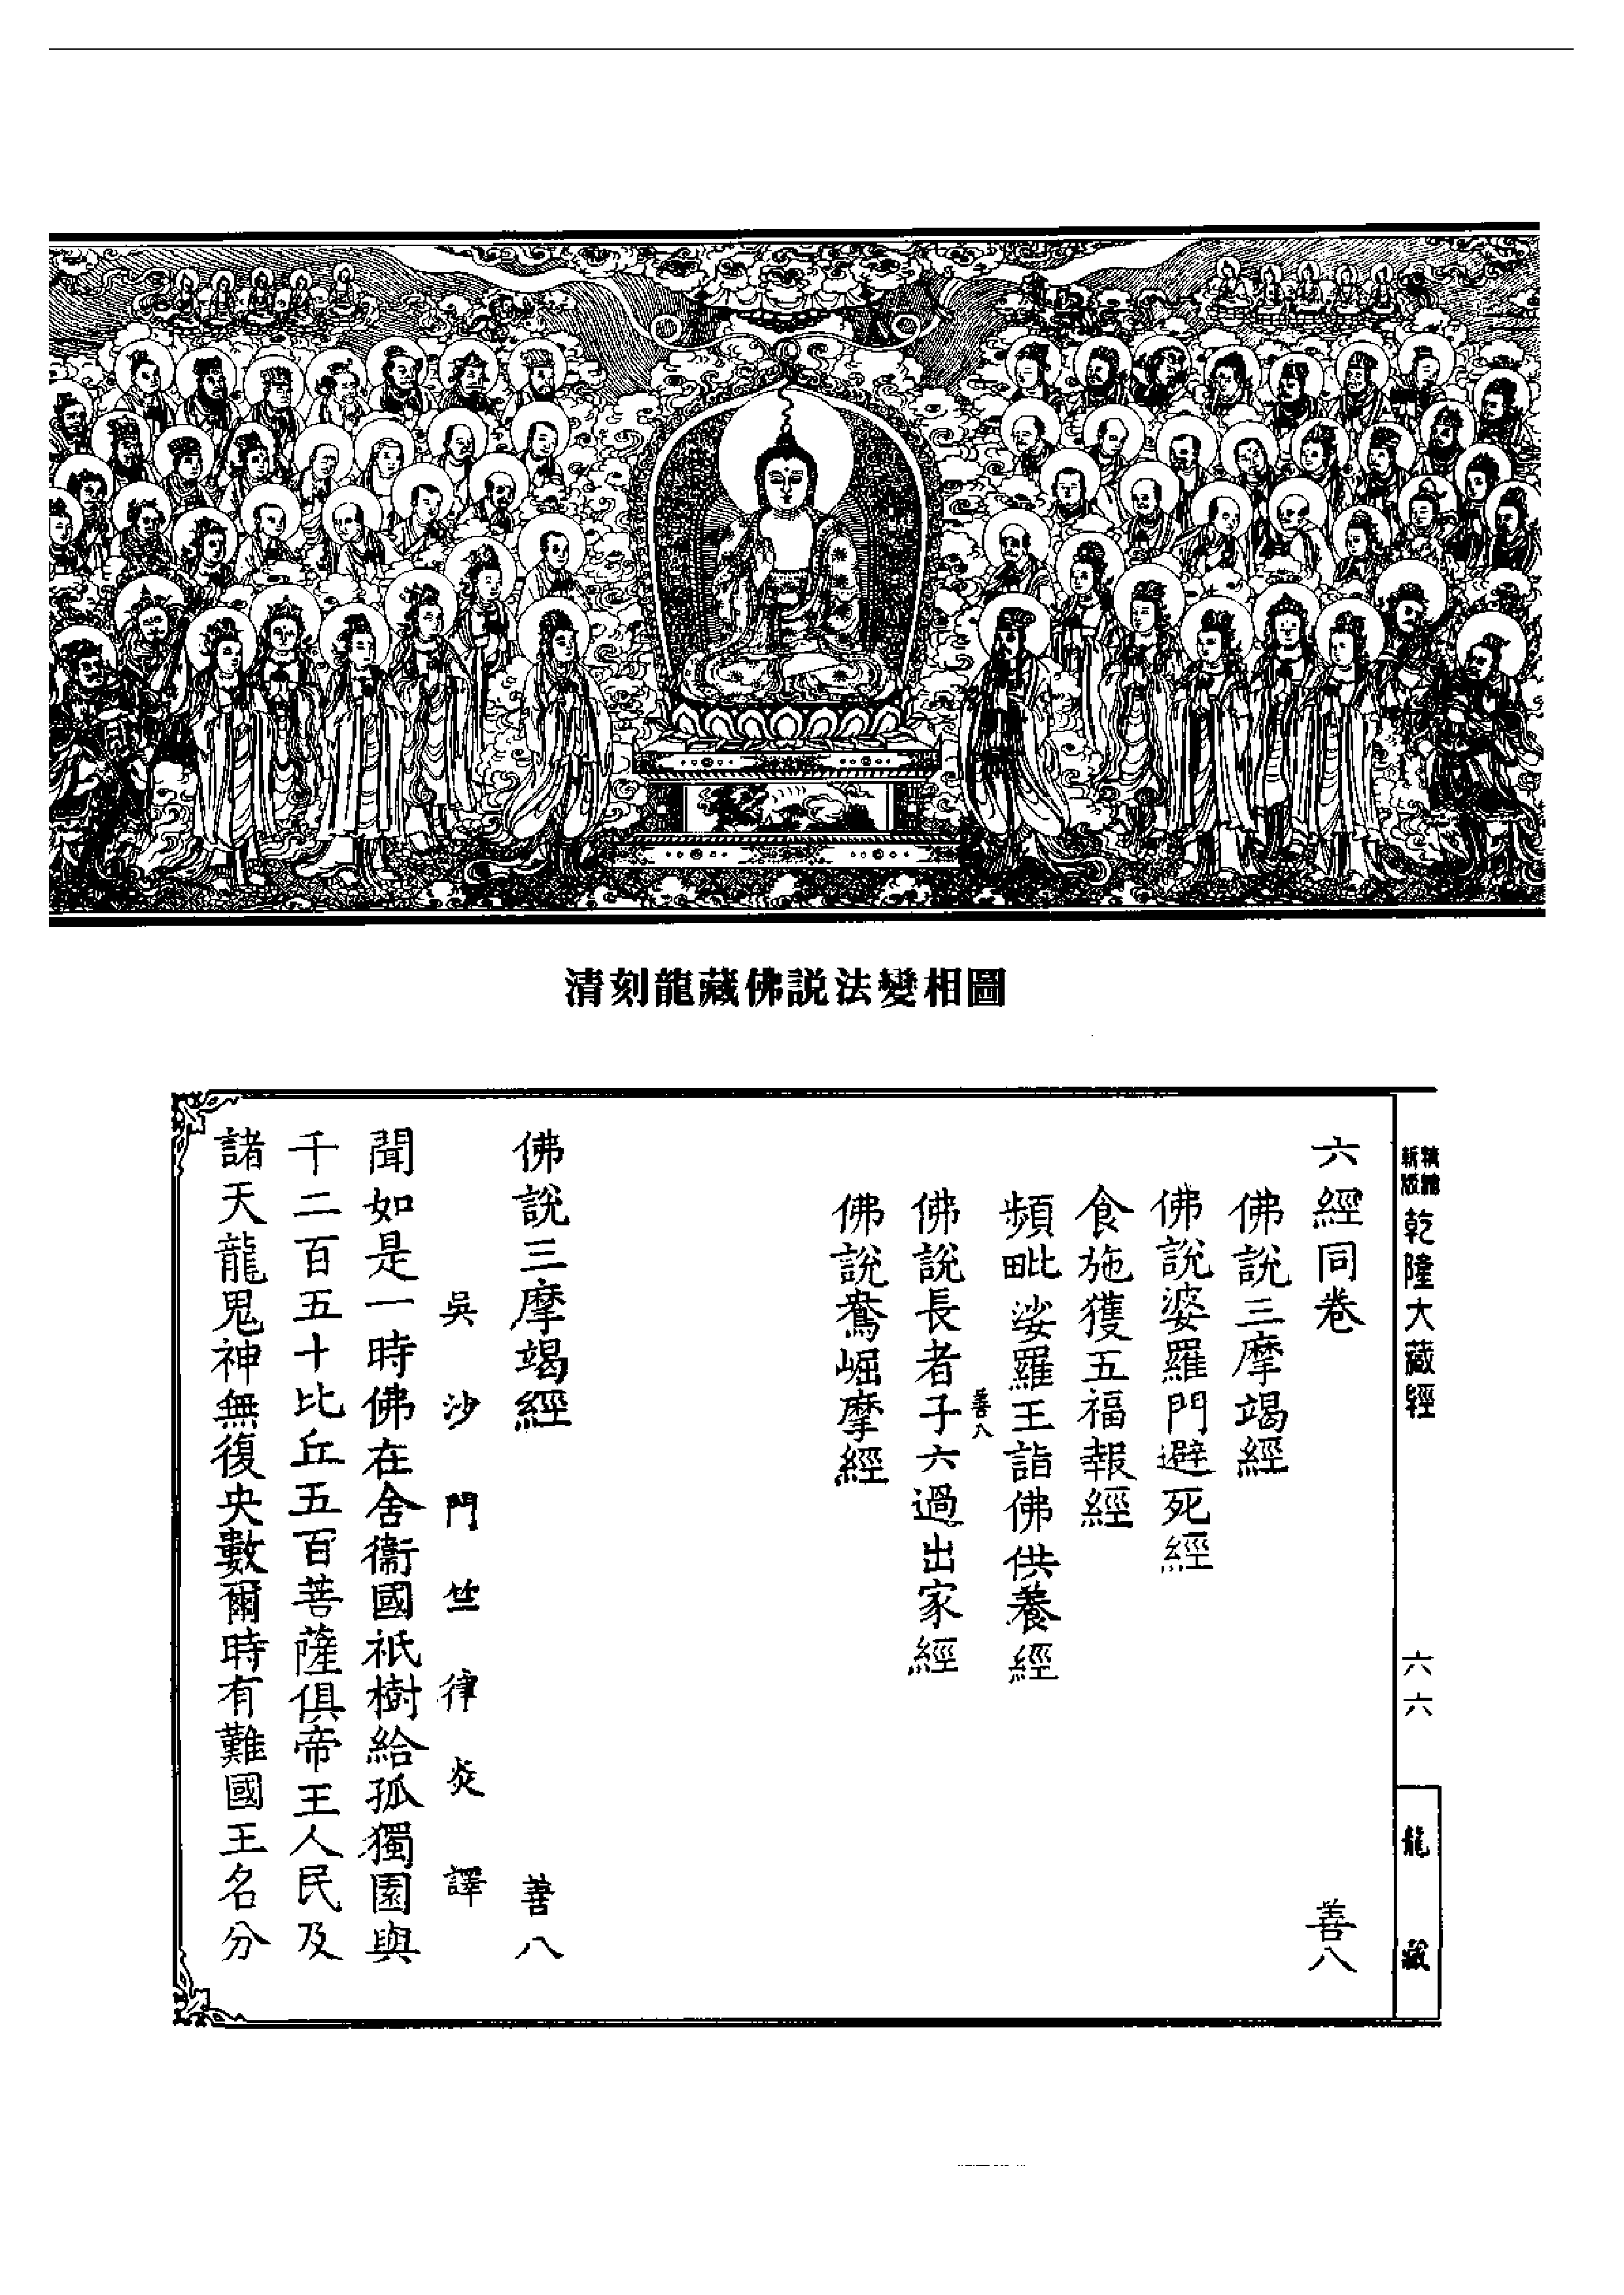 清刻龍藏佛説法變相圖
新版
精縮
乾隆大藏經
六六
龍藏
六經同卷 善八
佛說三摩竭經
佛說婆羅門避死經
食施獲五福報經
頻毗娑羅王詣佛供養經
善八
佛說長者子六過出家經
佛說鴦崛摩經
佛說三摩竭經 善八
吳沙門竺律炎譯
聞如是一時佛在舍衞國祇樹給孤獨園與
千二百五十比丘五百菩薩俱帝王人民及
諸天龍鬼神無復央數爾時有難國王名分